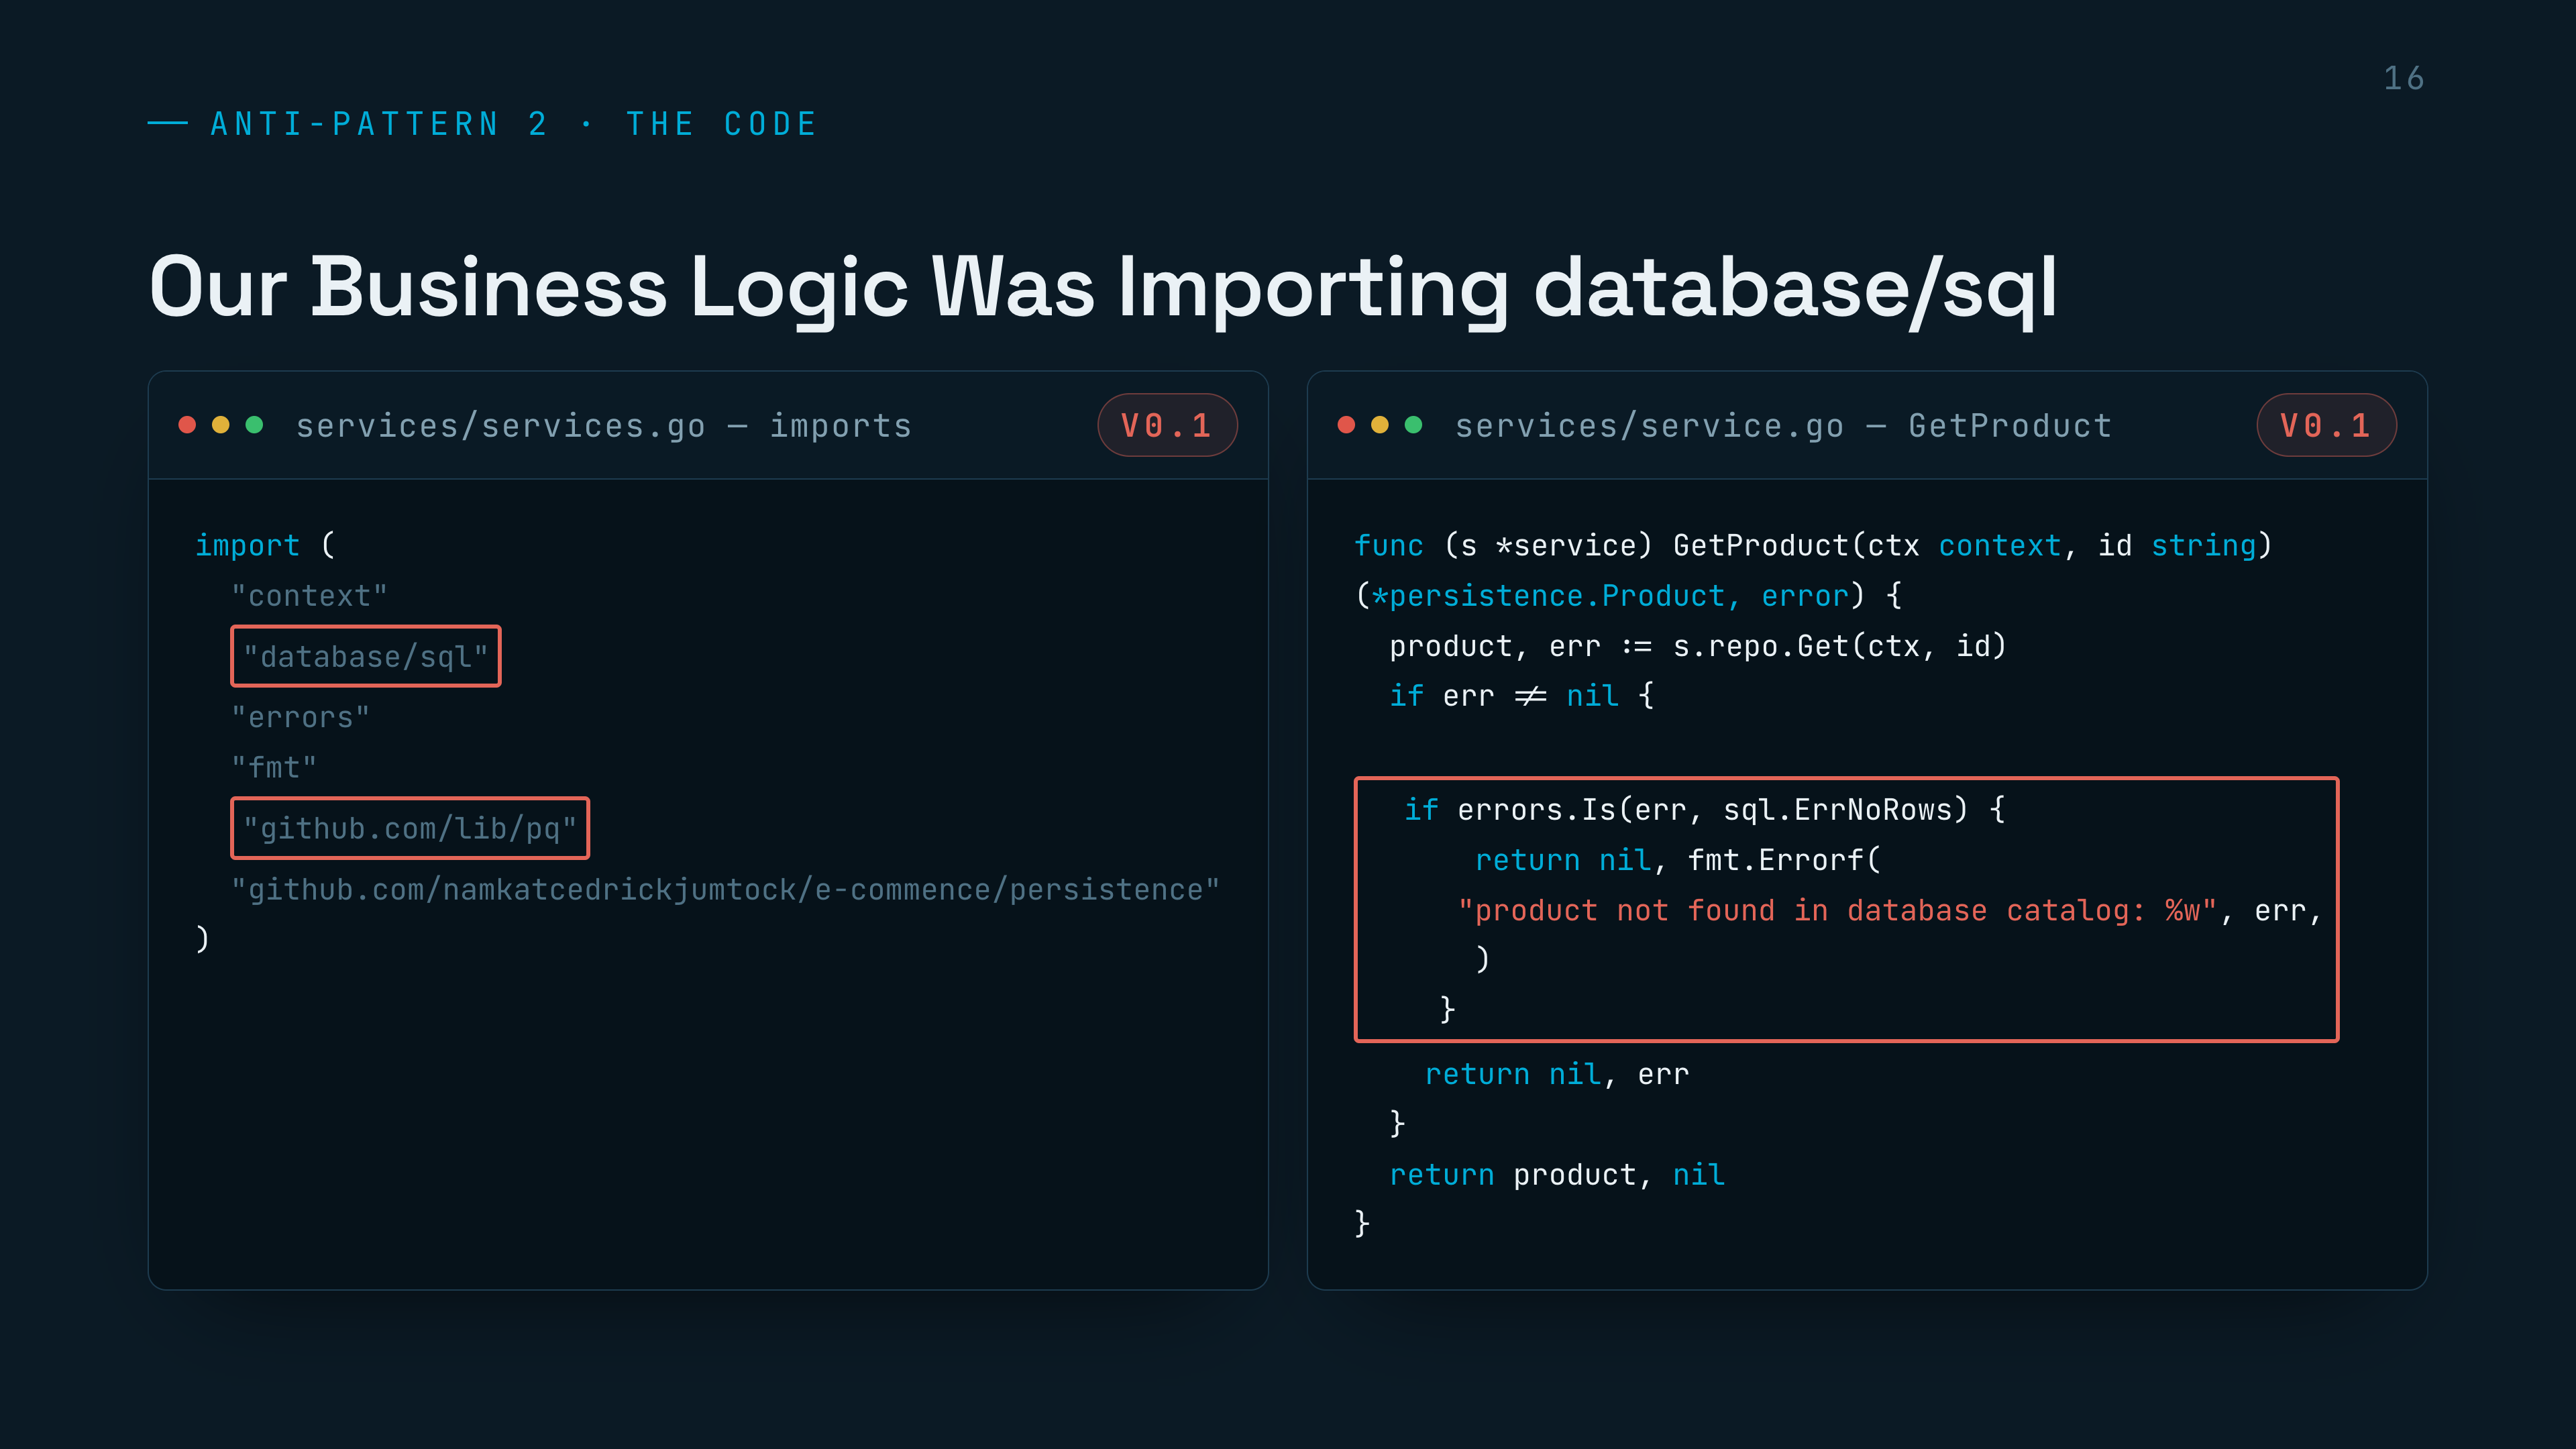 16
ANTI-PATTERN 2 · THE CODE
Our Business Logic Was Importing database/sql
services/services.go — imports
V0.1
import (
"context"
"database/sql"
"errors"
"fmt"
"github.com/lib/pq"
"github.com/namkatcedrickjumtock/e-commence/persistence"
)
services/service.go — GetProduct
V0.1
func (s *service) GetProduct(ctx context, id string)
(*persistence.Product, error) {
product, err := s.repo.Get(ctx, id)
if err != nil {
if errors.Is(err, sql.ErrNoRows) {
return nil, fmt.Errorf(
"product not found in database catalog: %w", err,
)
}
return nil, err
}
return product, nil
}